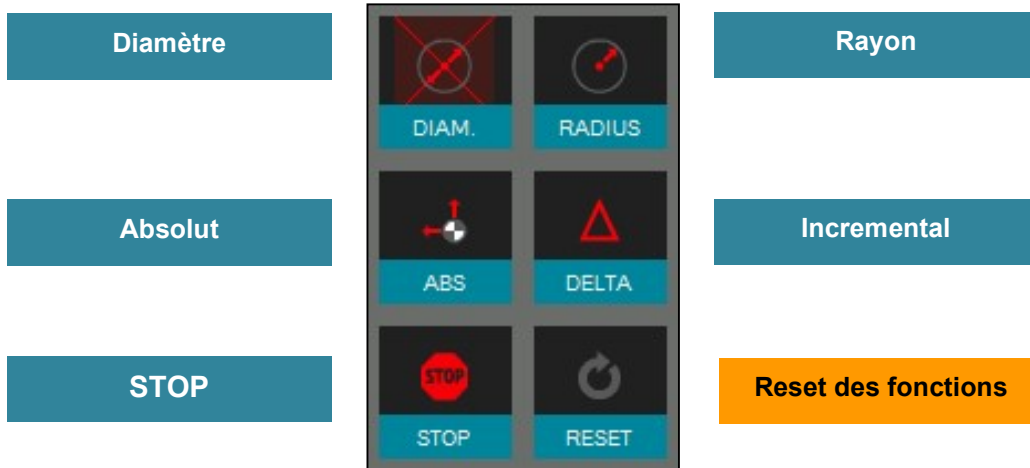 Diamètre
Rayon
DIAM.
RADIUS
Absolut
Incremental
ABS
DELTA
STOP
STOP
Reset des fonctions
STOP
RESET